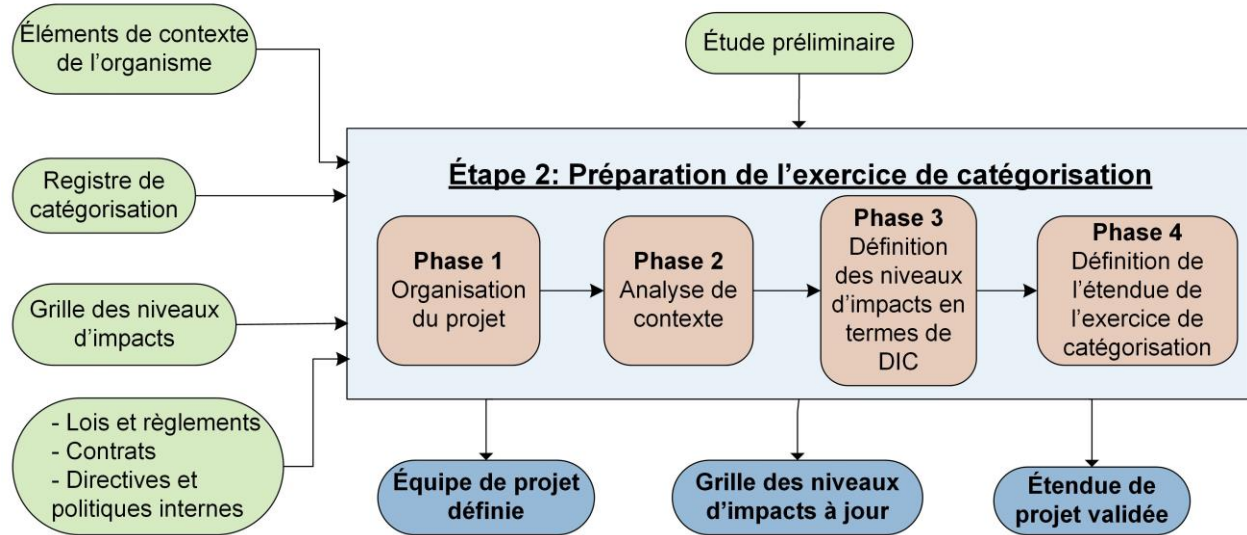 Éléments de contexte
de l'organisme
Étude préliminaire
Registre de
catégorisation
Grille des niveaux
d'impacts
- Lois et règlements
- Contrats
- Directives et
politiques internes
Étape 2: Préparation de l'exercice de catégorisation
Phase 1
Organisation
du projet
Phase 2
Analyse de
contexte
Phase 3
Définition
des niveaux
d'impacts en
termes de
DIC
Phase 4
Définition de
l'étendue de
l'exercice de
catégorisation
Équipe de projet
définie
Grille des niveaux
d'impacts à jour
Étendue de
projet validée